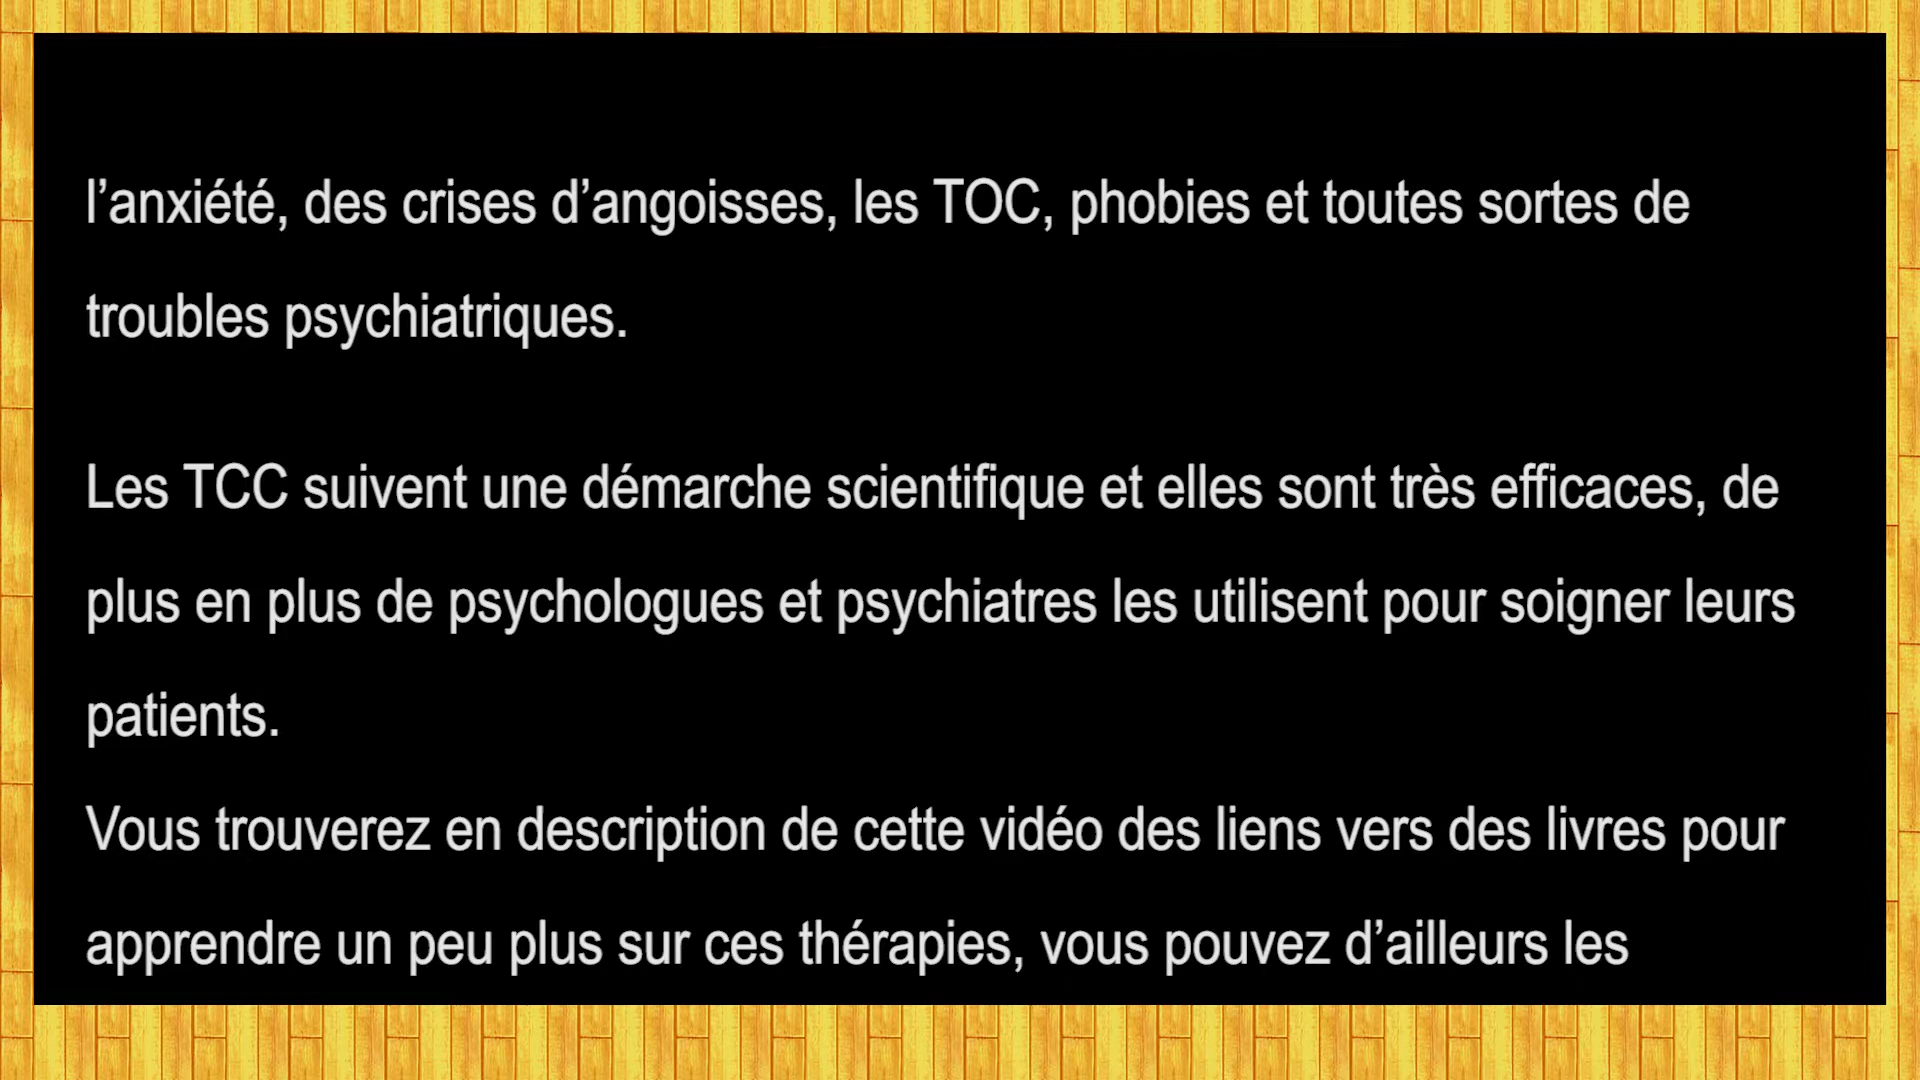 l’anxiété, des crises d’angoisses, les TOC, phobies et toutes sortes de
troubles psychiatriques.
Les TCC suivent une démarche scientifique et elles sont très efficaces, de
plus en plus de psychologues et psychiatres les utilisent pour soigner leurs
patients.
Vous trouverez en description de cette vidéo des liens vers des livres pour
apprendre un peu plus sur ces thérapies, vous pouvez d’ailleurs les